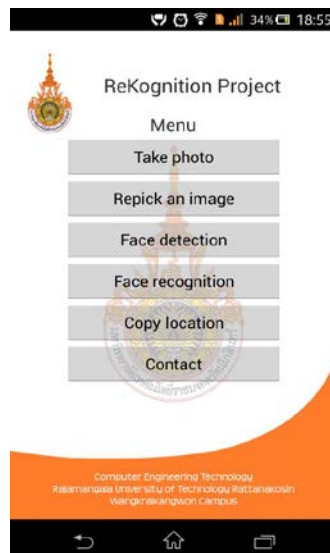 34% 18:55
ReKognition Project
Menu
Take photo
Repick an image
Face detection
Face recognition
Copy location
Contact
Computer Engineering Technology
Rajamangala University of Technology Rattanakosin
Wangklaikangwon Campus